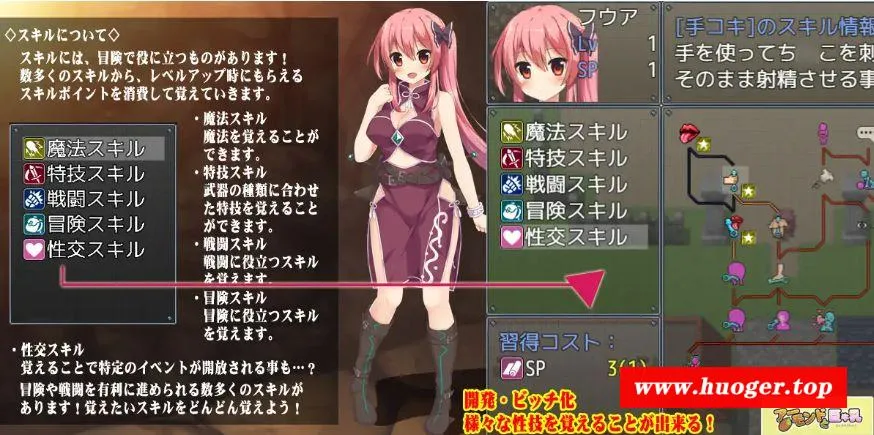 ◇スキルについて◇
スキルには、冒険で役に立つものがあります！
数多くのスキルから、レベルアップ時にもらえる
スキルポイントを消費して覚えていきます。
魔法スキル
特技スキル
戦闘スキル
冒険スキル
性交スキル
・魔法スキル
魔法を覚えることが
できます。
・特技スキル
武器の種類に合わせ
た特技を覚えること
ができます。
・戦闘スキル
戦闘に役立つスキル
を覚えます。
・冒険スキル
冒険に役立つスキル
を覚えます。
・性交スキル
覚えることで特定のイベントが開放される事も…？
冒険や戦闘を有利に進められる数多くのスキルが
あります！覚えたいスキルをどんどん覚えよう！
フウア
Lv 1
SP 1
魔法スキル
特技スキル
戦闘スキル
冒険スキル
性交スキル
習得コスト：
SP 3(1)
[手コキ]のスキル情報
手を使ってち　こを刺
そのまま射精させる事
開発・ビッチ化
様々な性技を覚えることが出来る！
www.huoger.top